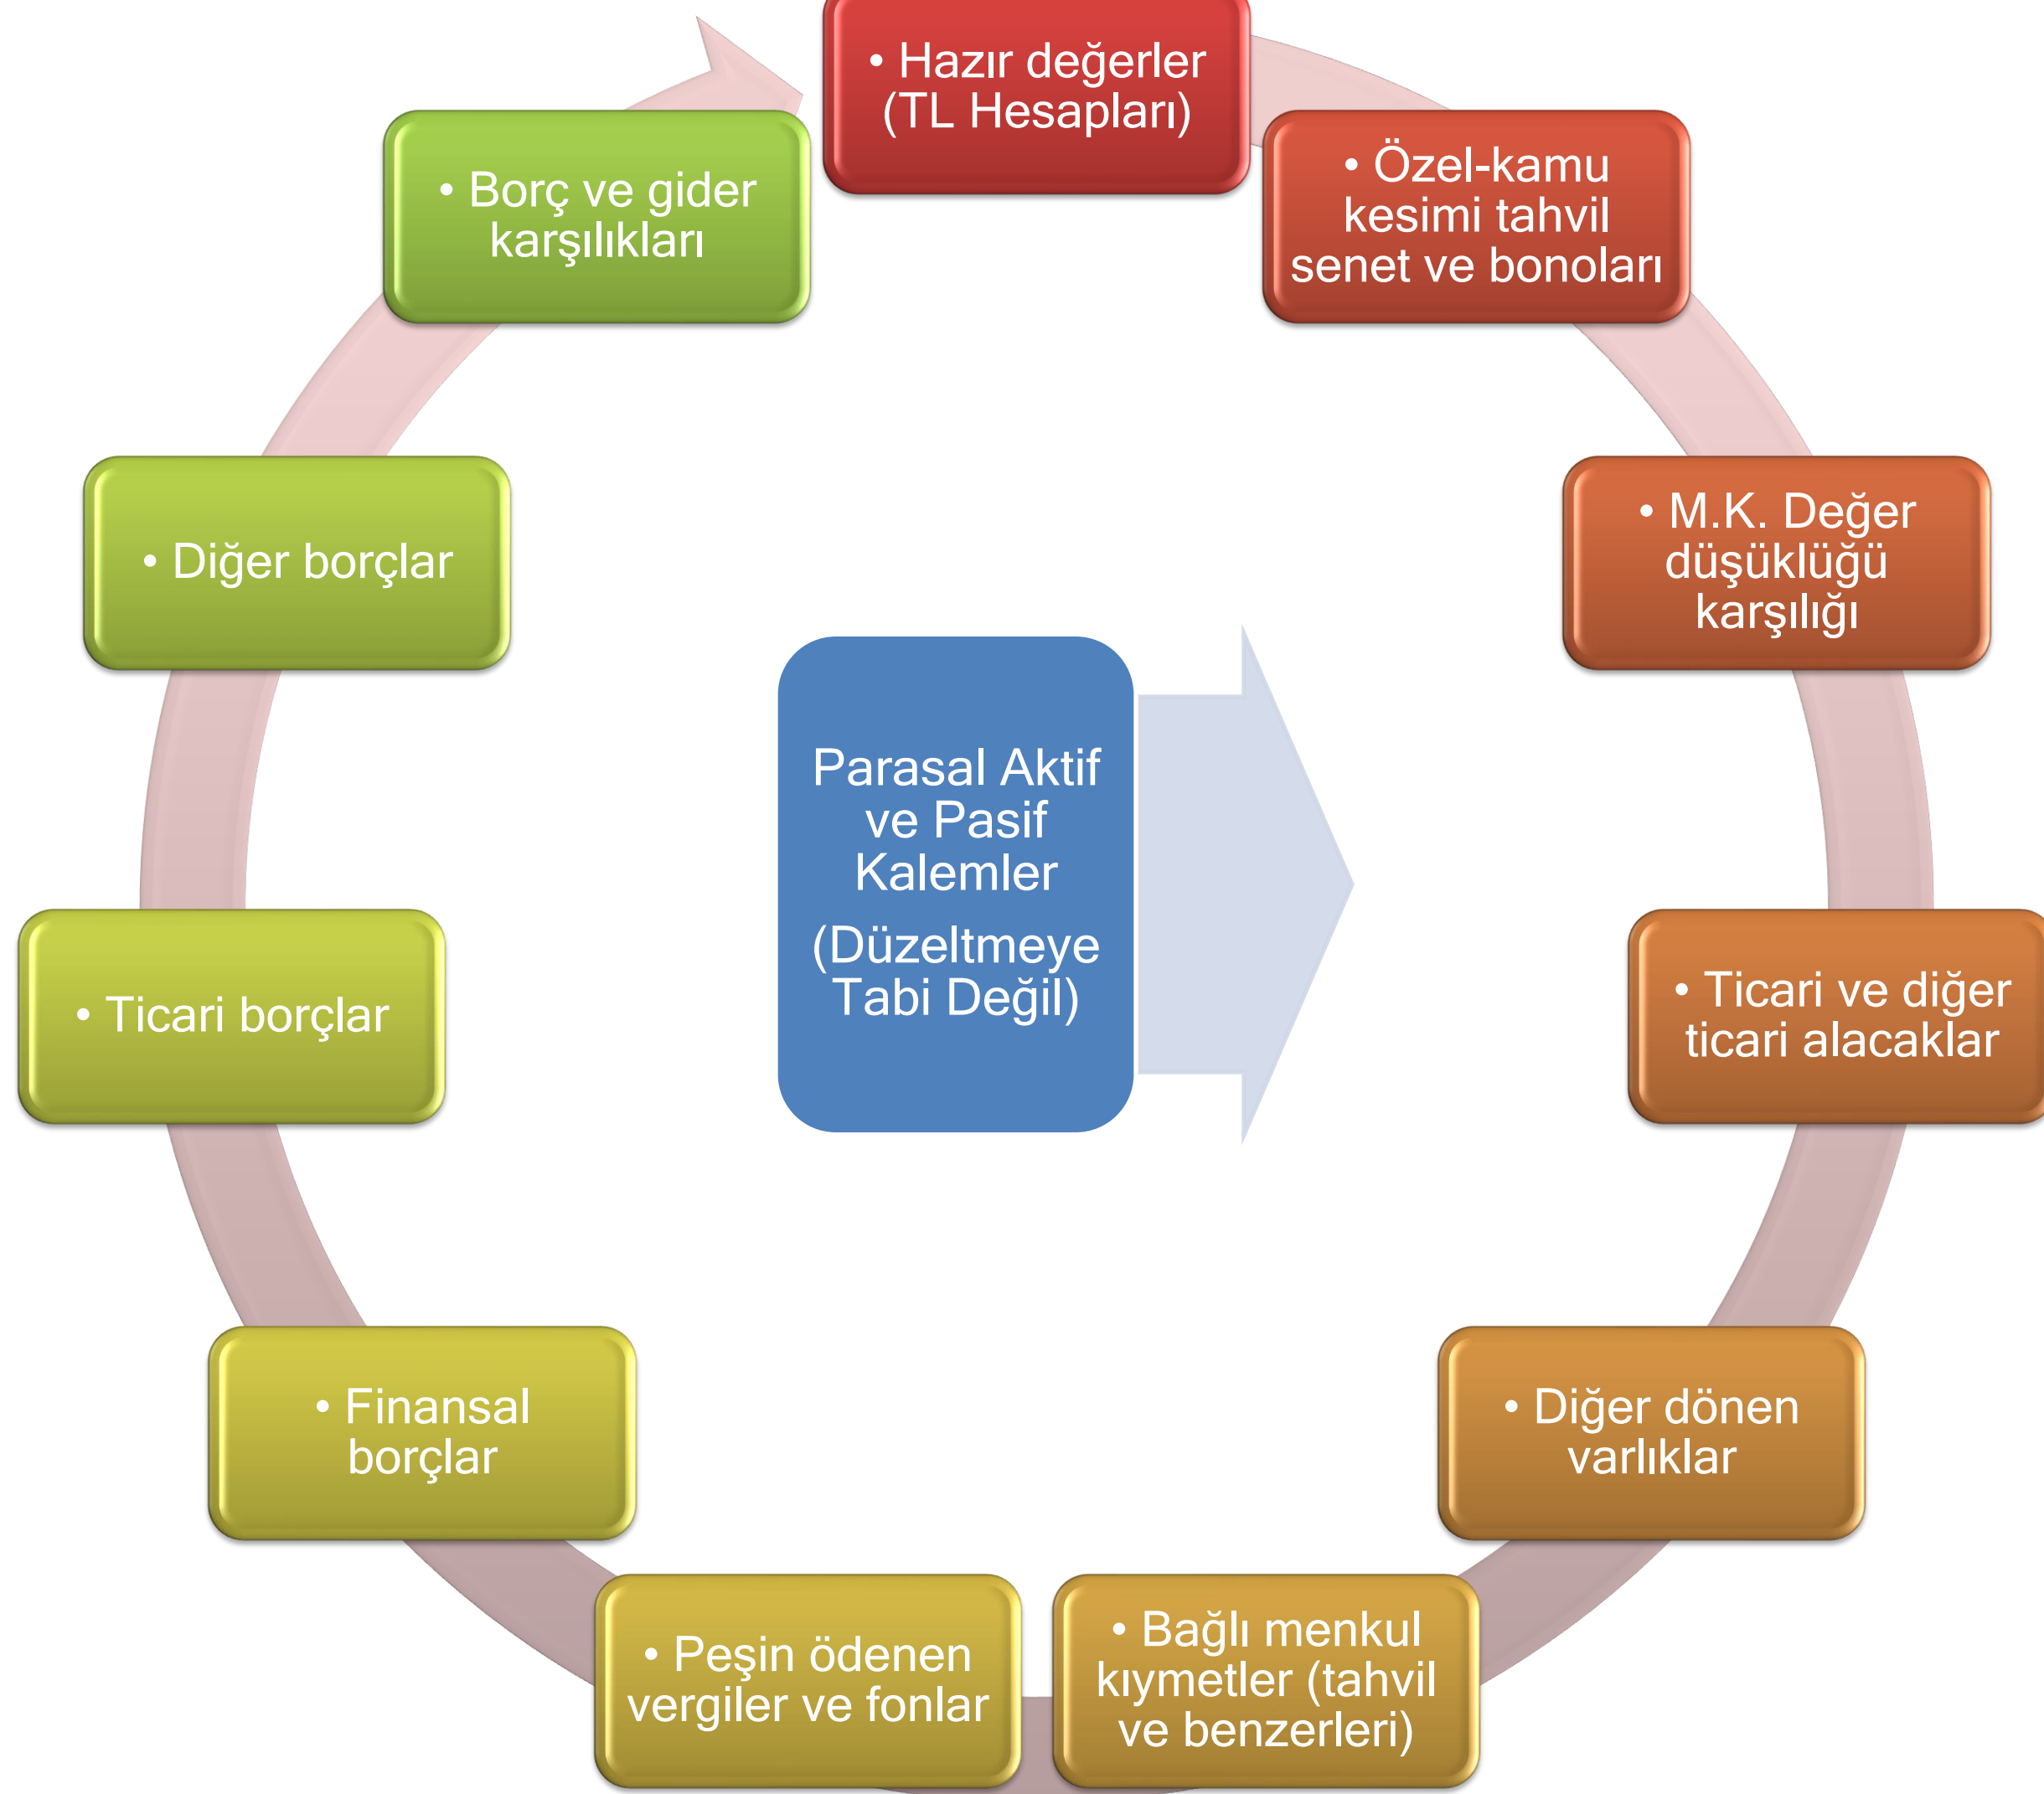 • Hazır değerler
(TL Hesapları)
• Özel-kamu
kesimi tahvil
senet ve bonoları
• M.K. Değer
düşüklüğü
karşılığı
• Ticari ve diğer
ticari alacaklar
• Diğer dönen
varlıklar
• Bağlı menkul
kıymetler (tahvil
ve benzerleri)
• Peşin ödenen
vergiler ve fonlar
• Finansal
borçlar
• Ticari borçlar
• Diğer borçlar
• Borç ve gider
karşılıkları
Parasal Aktif
ve Pasif
Kalemler
(Düzeltmeye
Tabi Değil)